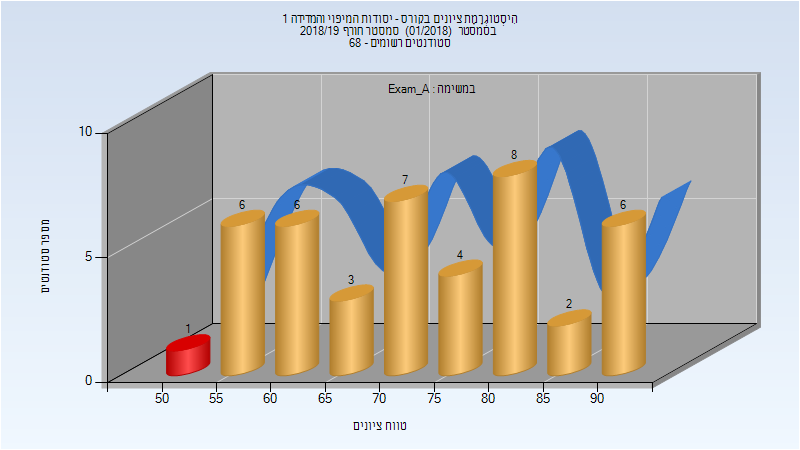 היסטוגרמת ציונים בקורס - יסודות המיפוי והמדידה 1
בסמסטר (01/2018) סמסטר חורף 2018/19
סטודנטים רשומים - 68
במשימה : Exam_A
מספר סטודנטים
10
5
0
1
6
6
3
7
4
8
2
6
50 55 60 65 70 75 80 85 90
טווח ציונים